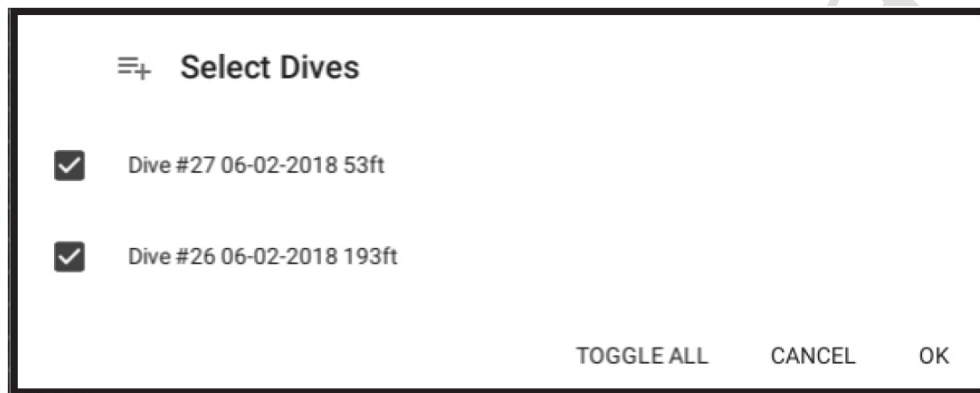 Select Dives
Dive #27 06-02-2018 53ft
Dive #26 06-02-2018 193ft
TOGGLE ALL CANCEL OK